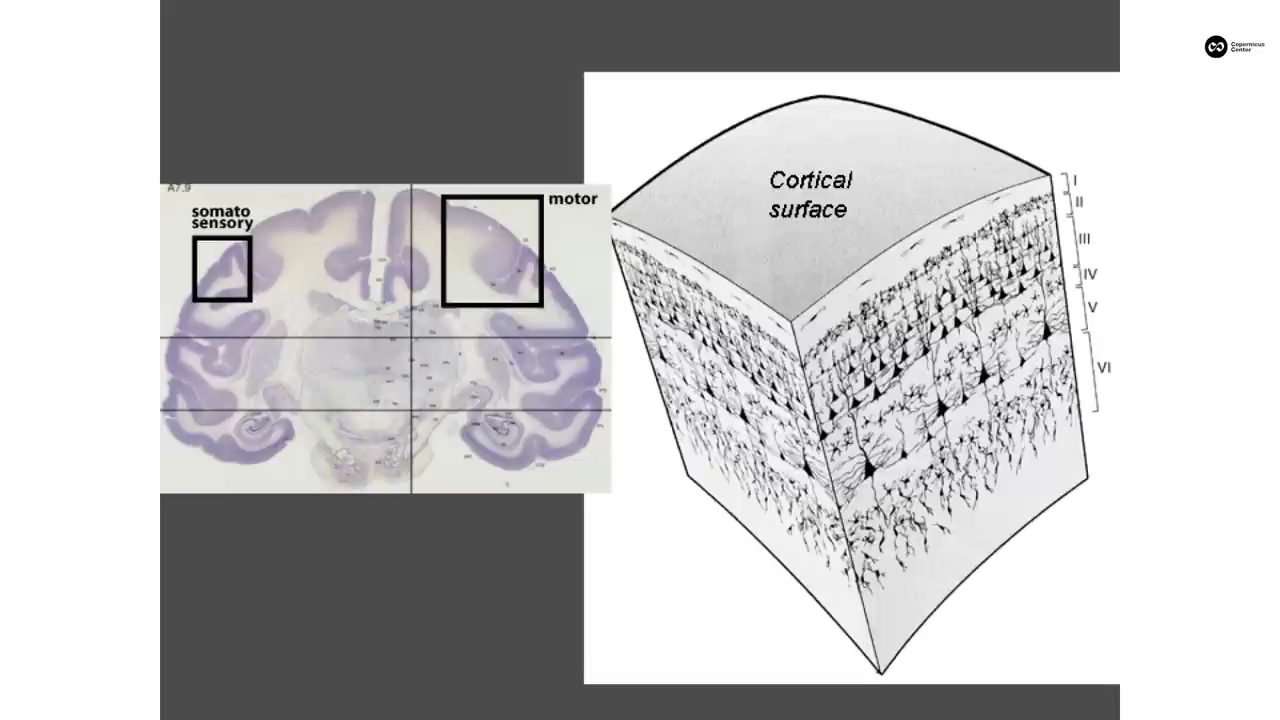 Copernicus
Center
A7.9
somato
sensory
motor
Cortical
surface
I
II
III
IV
V
VI